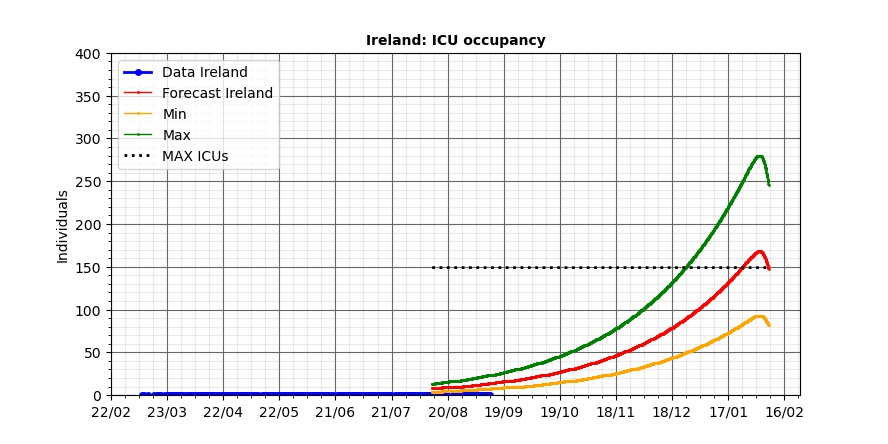 Ireland: ICU occupancy
400
350
300
250
200
150
100
50
0
Individuals
Data Ireland
Forecast Ireland
Min
Max
MAX ICUs
22/02 23/03 22/04 22/05 21/06 21/07 20/08 19/09 19/10 18/11 18/12 17/01 16/02